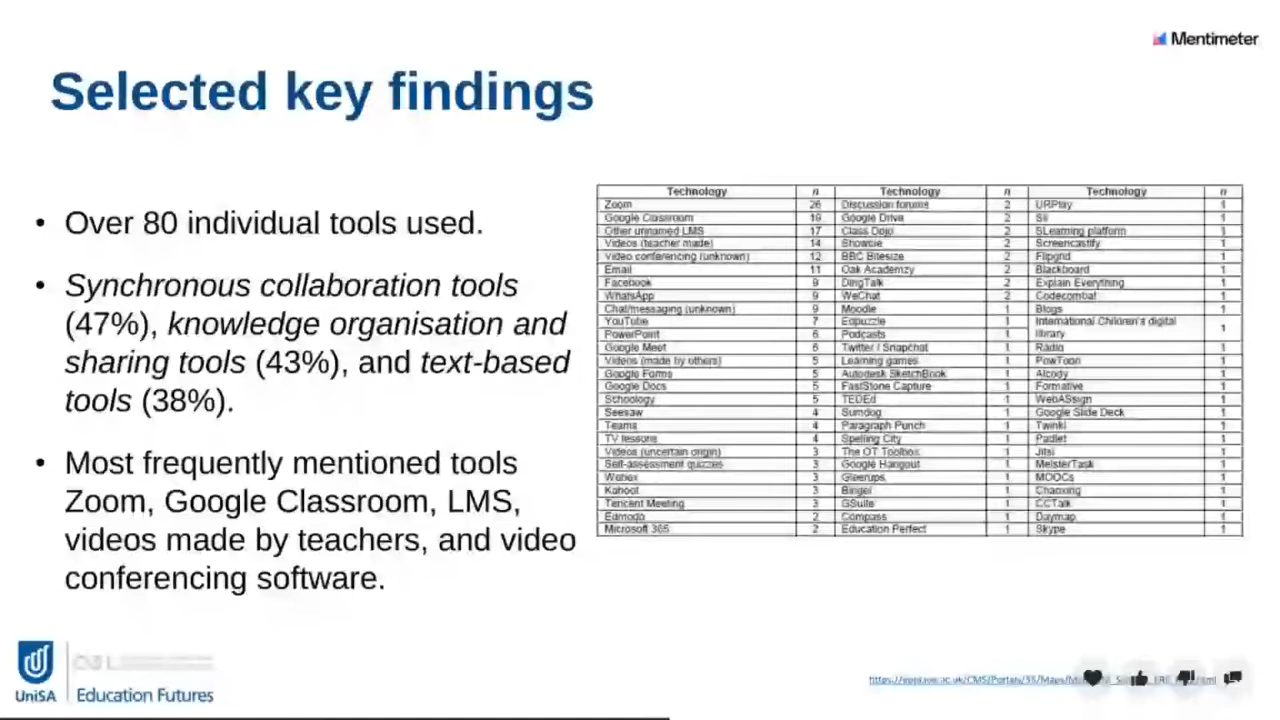 Mentimeter
Selected key findings
• Over 80 individual tools used.
• Synchronous collaboration tools
(47%), knowledge organisation and
sharing tools (43%), and text-based
tools (38%).
• Most frequently mentioned tools
Zoom, Google Classroom, LMS,
videos made by teachers, and video
conferencing software.
Technology n Technology n Technology n
Zoom 26 Discussion forums 2 URPlay 1
Google Classroom 19 Google Drive 2 1
Other unnamed LMS 17 Class Dojo 2 SLearning platform 1
Videos (teacher made) 14 Showbie 2 Screencastify 1
Video conferencing (unknown) 12 BBC Bitesize 2 Flipgrid 1
Email 11 Oak Academy 2 Blackboard 1
Facebook 9 DingTalk 2 Explain Everything 1
WhatsApp 9 WeChat 2 Codecombat 1
Chat/messaging (unknown) 9 Moodle 1 Blogs 1
YouTube 7 Edpuzzle 1 International Children's digital
PowerPoint 6 Podcasts 1 library 1
Google Meet 6 Twitter / Snapchat 1 Radio 1
Videos (made by others) 5 Learning games 1 PowToon 1
Google Forms 5 Autodesk SketchBook 1 Alcody 1
Google Docs 5 FastStone Capture 1 Formative 1
Schoology 5 TEDEd 1 WebASsign 1
Seesaw 4 Sumdog 1 Google Slide Deck 1
Teams 4 Paragraph Punch 1 Twinkl 1
TV lessons 4 Spelling City 1 Padlet 1
Videos (uncertain origin) 3 The OT Toolbox 1 Jitsi 1
Self-assessment quizzes 3 Google Hangout 1 MeisterTask 1
Webex 3 Gleerups 1 MOOCs 1
Kahoot 3 Bingel 1 Chaoxing 1
Tencent Meeting 3 GSuite 1 CCTalk 1
Edmodo 2 Compass 1 Daymap 1
Microsoft 365 2 Education Perfect 1 Skype 1
UniSA Education Futures